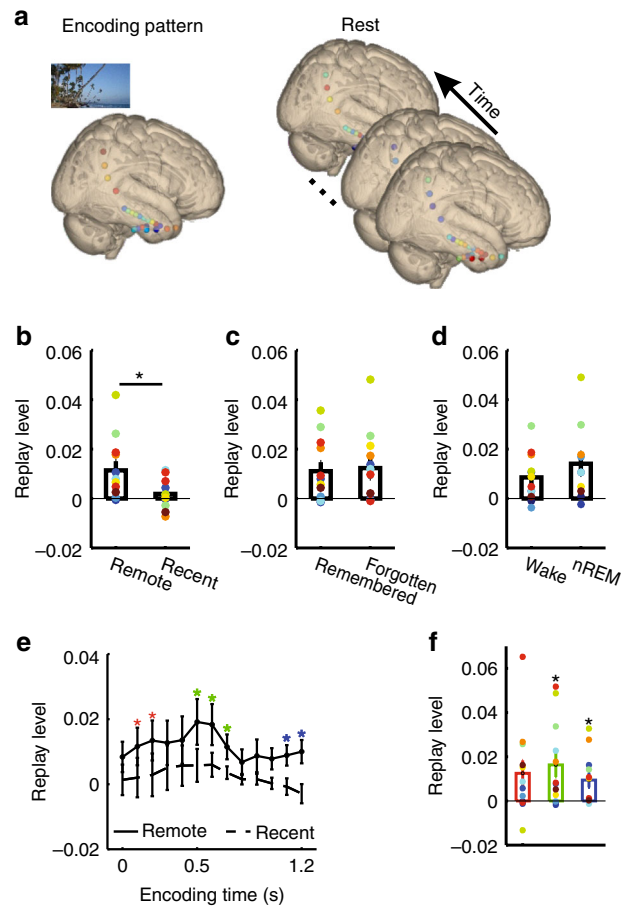 a
Encoding pattern
Rest
Time
b
c
d
0.06
0.04
0.02
0
−0.02
Replay level
*
Remote
Recent
0.06
0.04
0.02
0
−0.02
Replay level
Remembered
Forgotten
0.06
0.04
0.02
0
−0.02
Replay level
Wake
nREM
e
0.04
0.02
0
−0.02
Replay level
* * * * * * *
Remote Recent
0 0.5 1.2
Encoding time (s)
f
0.06
0.04
0.02
0
−0.02
Replay level
* *